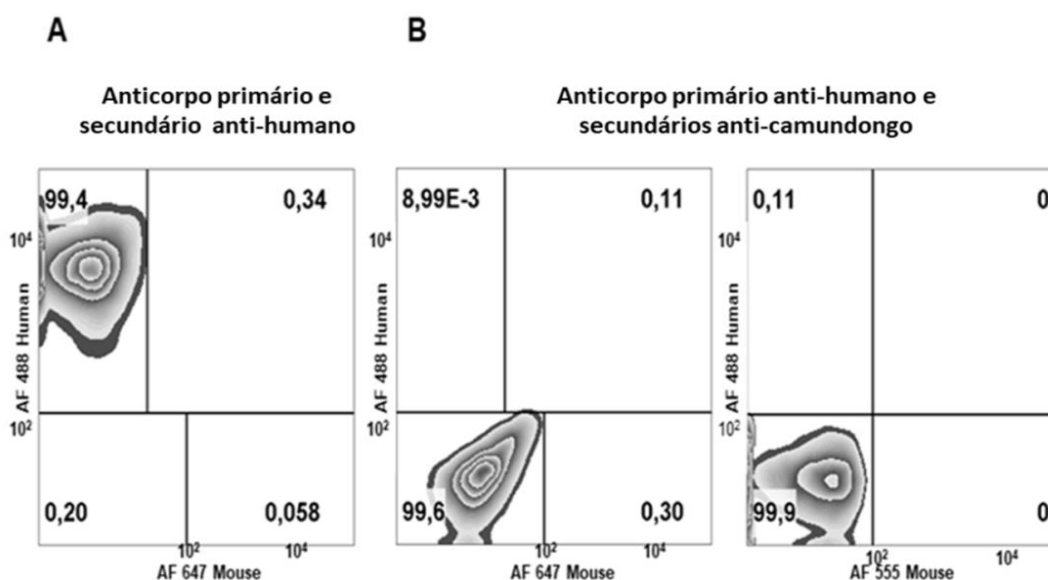 A
B
Anticorpo primário e
secundário anti-humano
Anticorpo primário anti-humano e
secundários anti-camundongo
99,4
0,34
10⁴
AF 488 Human
10²
0,20
0,058
10²
10⁴
AF 647 Mouse
8,99E-3
0,11
10⁴
AF 488 Human
10²
99,6
0,30
10²
10⁴
AF 647 Mouse
0,11
0
10⁴
AF 488 Human
10²
99,9
0
10²
10⁴
AF 555 Mouse